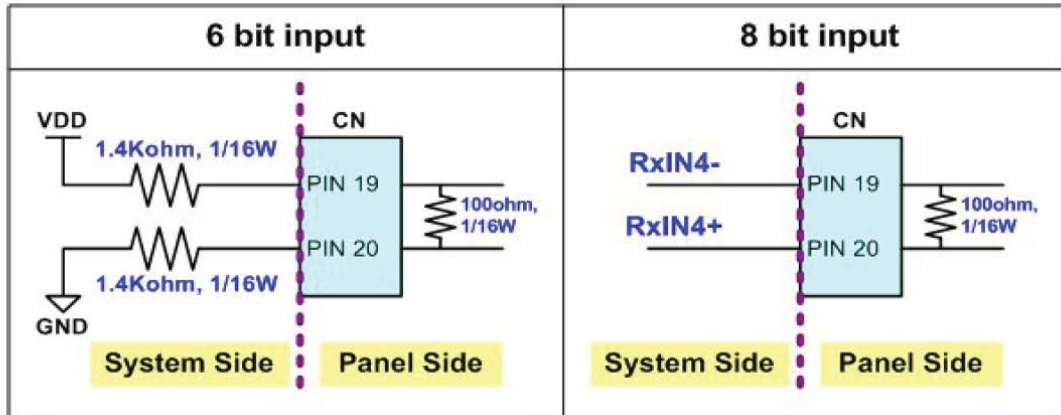 6 bit input
8 bit input
VDD
1.4Kohm, 1/16W
CN
PIN 19
100ohm,
1/16W
PIN 20
1.4Kohm, 1/16W
GND
System Side
Panel Side
CN
RxIN4-
PIN 19
100ohm,
1/16W
RxIN4+
PIN 20
System Side
Panel Side